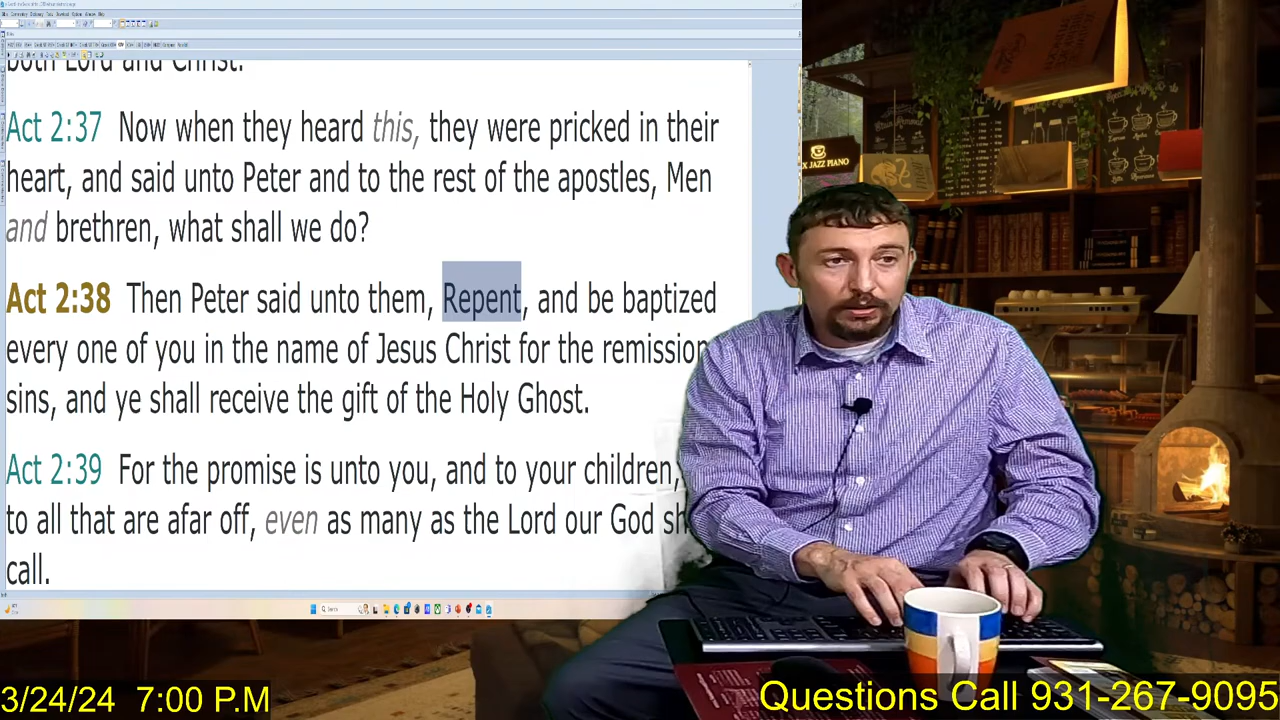 both Lord and Christ.
Act 2:37 Now when they heard this, they were pricked in their
heart, and said unto Peter and to the rest of the apostles, Men
and brethren, what shall we do?
Act 2:38 Then Peter said unto them, Repent, and be baptized
every one of you in the name of Jesus Christ for the remission
sins, and ye shall receive the gift of the Holy Ghost.
Act 2:39 For the promise is unto you, and to your children,
to all that are afar off, even as many as the Lord our God sh
call.
JAZZ PIANO
3/24/24 7:00 P.M
Questions Call 931-267-9095